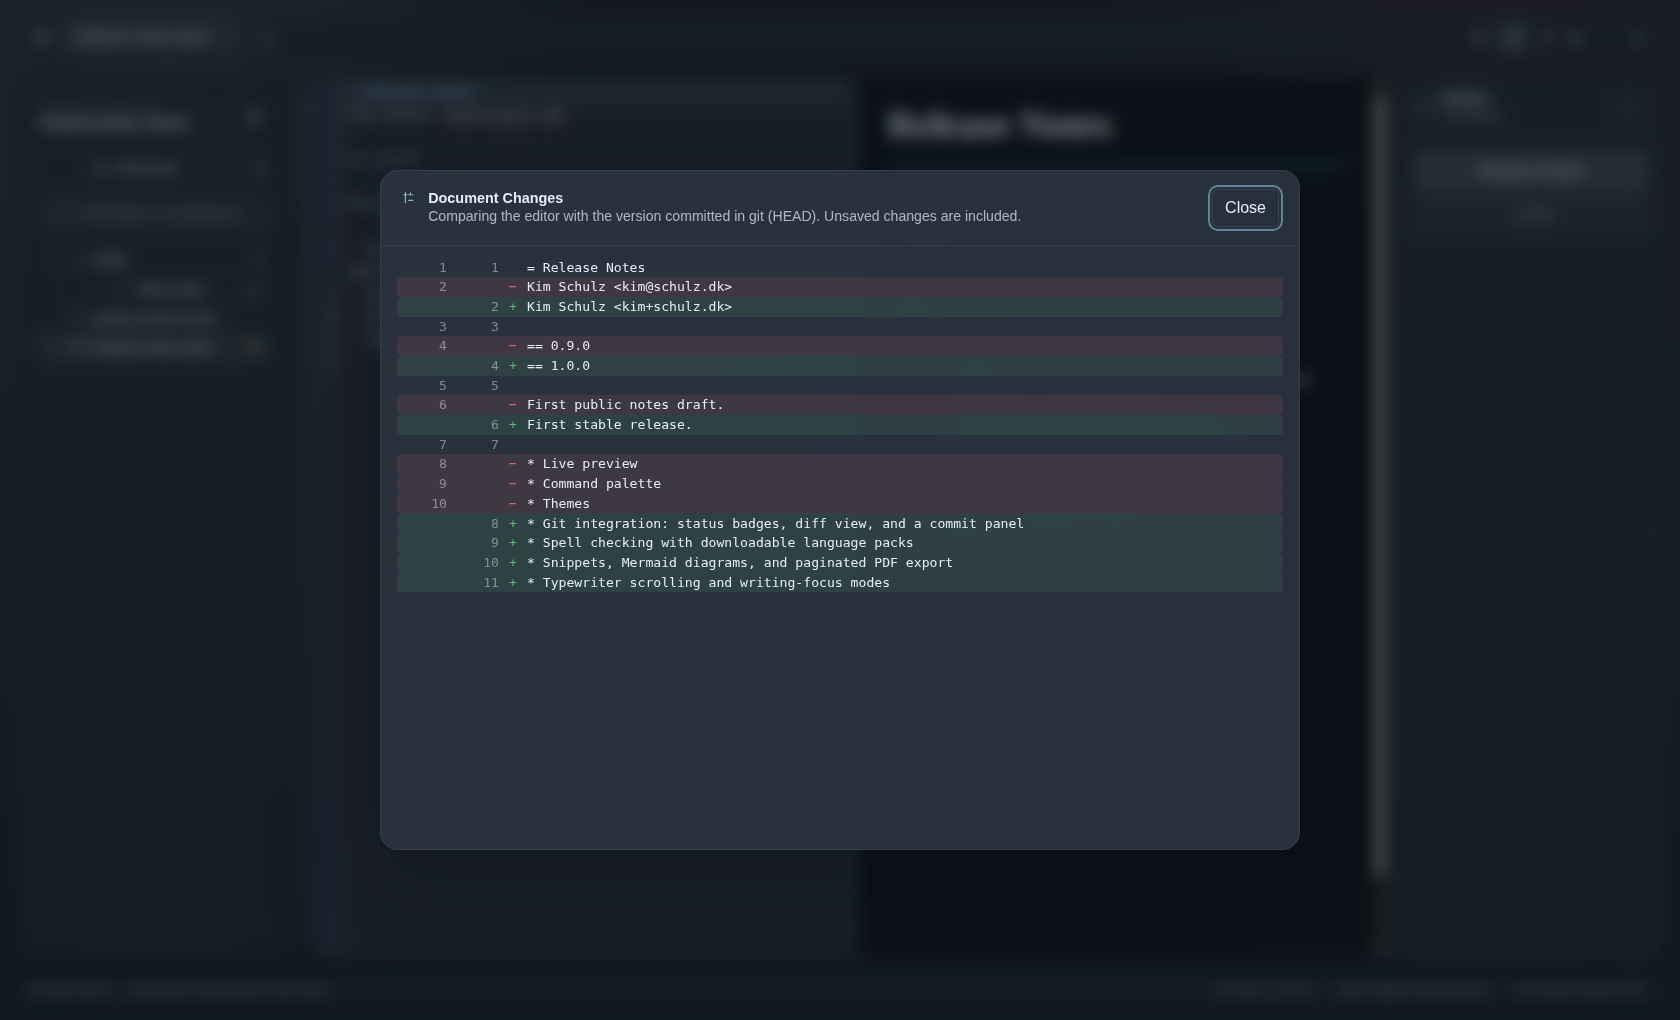 Release Notes
Document Changes
Comparing the editor with the version committed in git (HEAD). Unsaved changes are included.
Close
1 1 = Release Notes
2 − Kim Schulz <kim@schulz.dk>
2 + Kim Schulz <kim+schulz.dk>
3 3
4 − == 0.9.0
4 + == 1.0.0
5 5
6 − First public notes draft.
6 + First stable release.
7 7
8 − * Live preview
9 − * Command palette
10 − * Themes
8 + * Git integration: status badges, diff view, and a commit panel
9 + * Spell checking with downloadable language packs
10 + * Snippets, Mermaid diagrams, and paginated PDF export
11 + * Typewriter scrolling and writing-focus modes